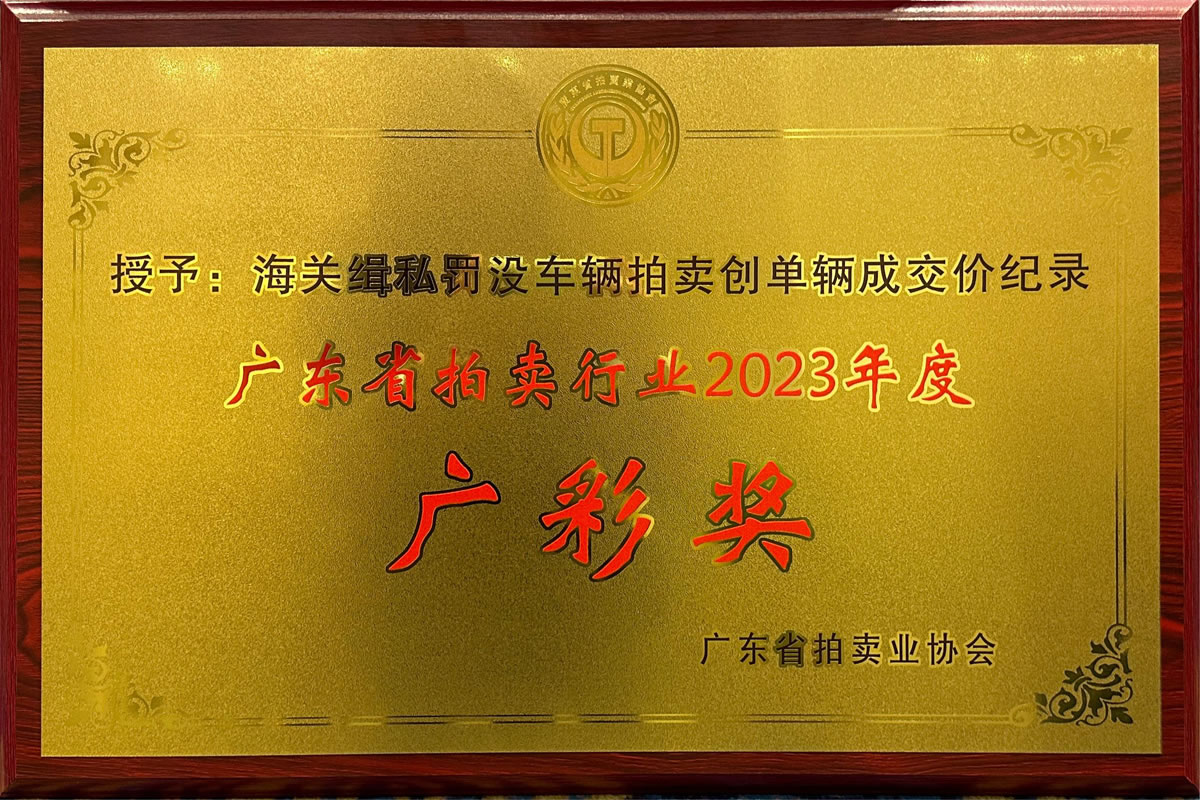 授予：海关缉私罚没车辆拍卖创单辆成交价纪录
广东省拍卖行业2023年度
广彩奖
广东省拍卖业协会